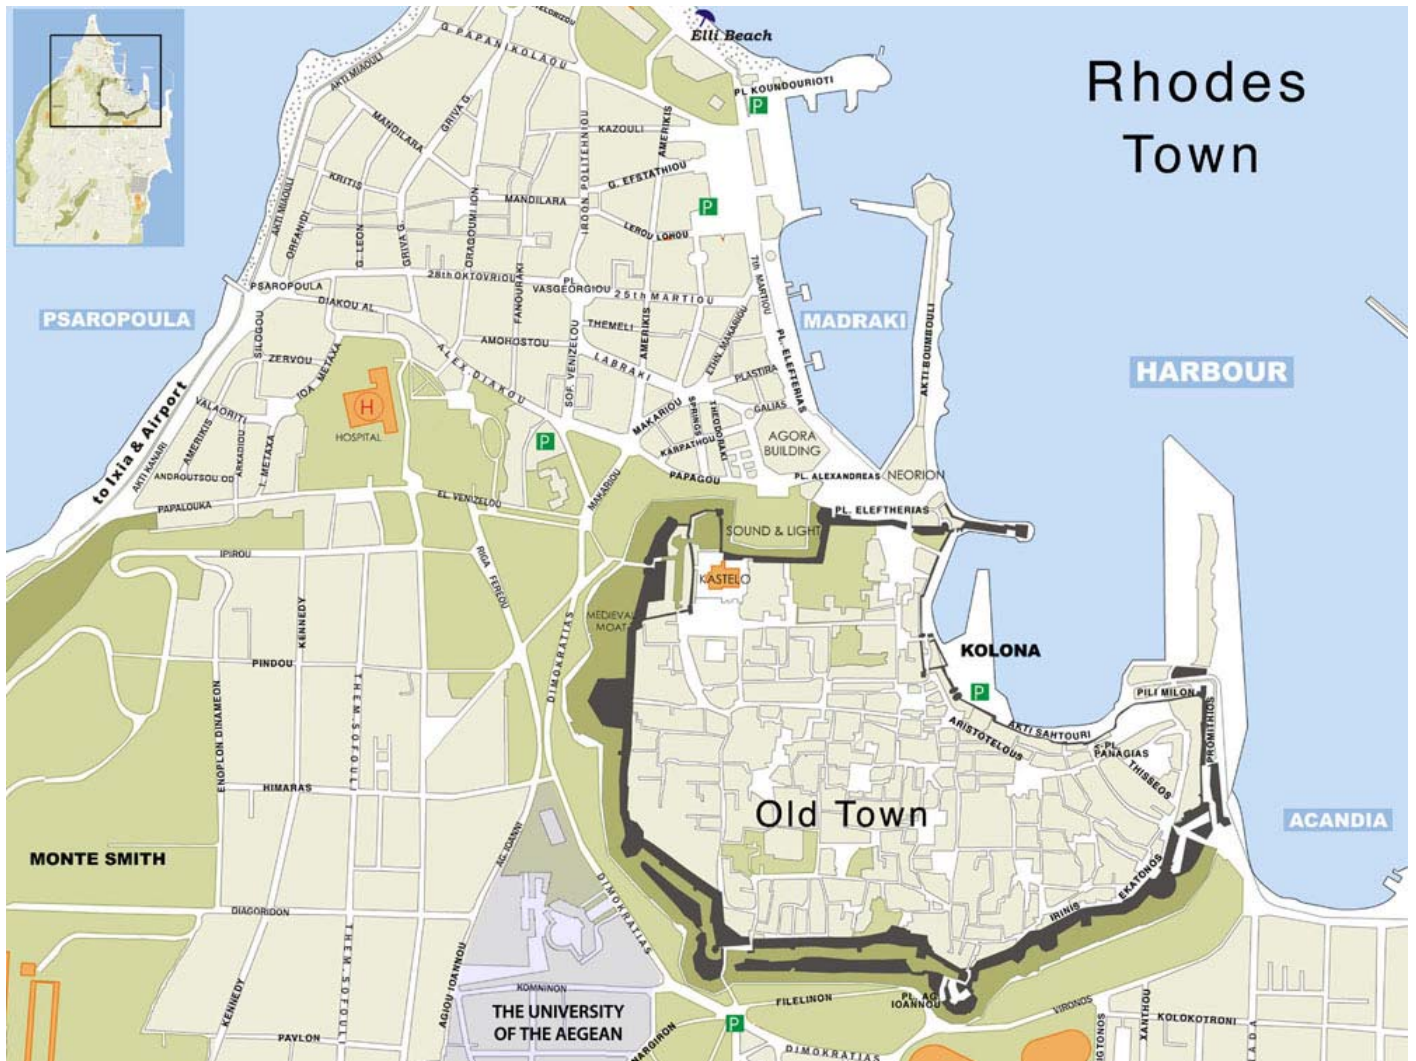 Elli Beach
Rhodes
Town
G. PAPANIKOLAOU
AKTI MIAOULI
PL KOUNDOURIOTI
P
GRIVA G.
MANDILARA
KAZOULI
AMERIKIS
IROON POLITEHNIOU
G. EFSTATHIOU
KRITIS
MANDILARA
P
AKTI MIAOULI
ORFANIDI
G. LEON
GRIVA G.
LEROU LOHOU
28th OKTOVRIOU
FANOURAKI
PL.
VASGEORGIOU
25th MARTIOU
7th MARTIOU
PSAROPOULA
PSAROPOULA
DIAKOU AL.
MADRAKI
AKTI BOUMBOULI
SILOGOU
THEMELI
AMERIKIS
ETHN. MAKARIOU
PL. ELEFTERIAS
AMOHOSTOU
SOF. VENIZELOU
LABRAKI
ZERVOU
IOA METAXA
ALEX.DIAKOU
PLASTIRA
HARBOUR
to Ixia & Airport
VALAORITI
H
HOSPITAL
GALIAS
MAKARIOU
SPRINGS
THEODORAKI
KARPATHOU
AGORA
BUILDING
P
AKTI KANARI
AMERIKIS
ARKADIOU
I. METAXA
ANDROUTSOU OD
PAPAGOU
PL. ALEXANDREAS
NEORION
MAKARIOU
PAPALOUKA
EL. VENIZELOU
PL. ELEFTHERIAS
SOUND & LIGHT
IPIROU
RIGA FEREOU
KASTELO
KENNEDY
DIMOKRATIAS
MEDIEVAL
MOAT
KOLONA
PINDOU
P
PILI MILON
ENOPLON DINAMEON
THEM.SOFOULI
ARISTOTELOUS
AKTI SAHTOURI
PROMITHIOS
PL.
PANAGIAS
THISSEOS
HIMARAS
Old Town
ACANDIA
AG. IOANNI
MONTE SMITH
EKATONOS
DIMOKRATIAS
IRINIS
DIAGORIDON
THEM.SOFOULI
AGIOU IOANNOU
KENNEDY
KOMNINON
THE UNIVERSITY
OF THE AEGEAN
FILELINON
PL. AG
IOANNOU
VIRONOS
XANTHOU
KOLOKOTRONI
P
PAVLON
DIMOKRATIAS